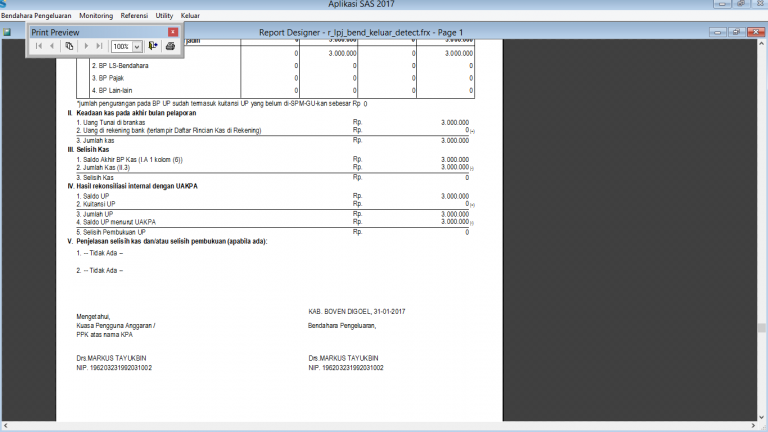 Aplikasi SAS 2017
Bendahara Pengeluaran Monitoring Referensi Utility Keluar
Print Preview
Report Designer - r_lpj_bend_keluar_detect.frx - Page 1
100%
0 3.000.000 0 3.000.000
2. BP LS-Bendahara 0 0 0 0
3. BP Pajak 0 0 0 0
4. BP Lain-lain 0 0 0 0
*jumlah pengurangan pada BP UP sudah termasuk kuitansi UP yang belum di-SPM-GU-kan sebesar Rp 0
II. Keadaan kas pada akhir bulan pelaporan
1. Uang Tunai di brankas Rp. 3.000.000
2. Uang di rekening bank (terlampir Daftar Rincian Kas di Rekening) Rp. 0 (+)
3. Jumlah kas Rp. 3.000.000
III. Selisih Kas
1. Saldo Akhir BP Kas (I.A 1 kolom (6)) Rp. 3.000.000
2. Jumlah Kas (II.3) Rp. 3.000.000 (-)
3. Selisih Kas Rp. 0
IV. Hasil rekonsiliasi internal dengan UAKPA
1. Saldo UP Rp. 3.000.000
2. Kuitansi UP Rp. 0 (+)
3. Jumlah UP Rp. 3.000.000
4. Saldo UP menurut UAKPA Rp. 3.000.000 (-)
5. Selisih Pembukuan UP Rp. 0
V. Penjelasan selisih kas dan/atau selisih pembukuan (apabila ada):
1. -- Tidak Ada --
2. -- Tidak Ada --
KAB. BOVEN DIGOEL, 31-01-2017
Mengetahui,
Kuasa Pengguna Anggaran / Bendahara Pengeluaran,
PPK atas nama KPA
Drs.MARKUS TAYUKBIN Drs.MARKUS TAYUKBIN
NIP. 196203231992031002 NIP. 196203231992031002